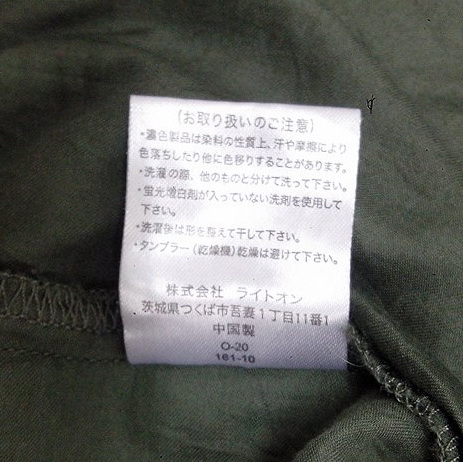 (お取り扱いのご注意)
・濃色製品は染料の性質上、汗や摩擦により
色落ちしたり他に色移りすることがあります。
・洗濯の際、他のものと分けて洗って下さい。
・蛍光増白剤が入っていない洗剤を使用して
下さい。
・洗濯後は形を整えて干して下さい。
・タンブラー(乾燥機)乾燥は避けて下さい。
株式会社 ライトオン
茨城県つくば市吾妻1丁目11番1
中国製
O-20
161-10